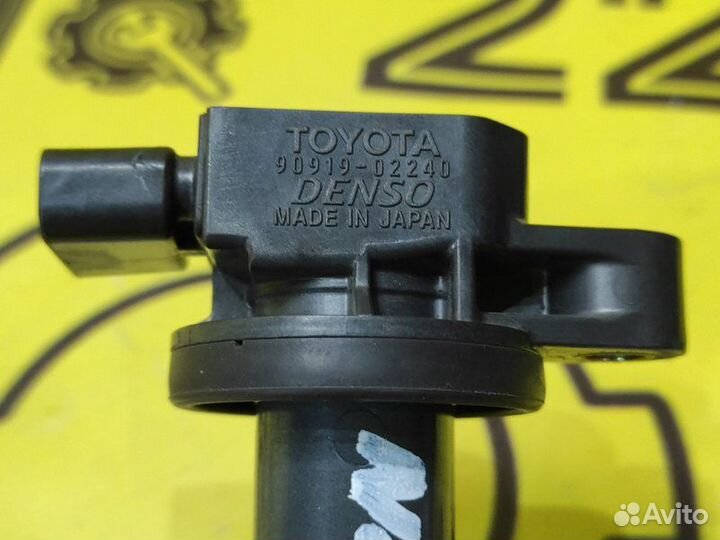 TOYOTA
90919-02240
DENSO
MADE IN JAPAN
Avito